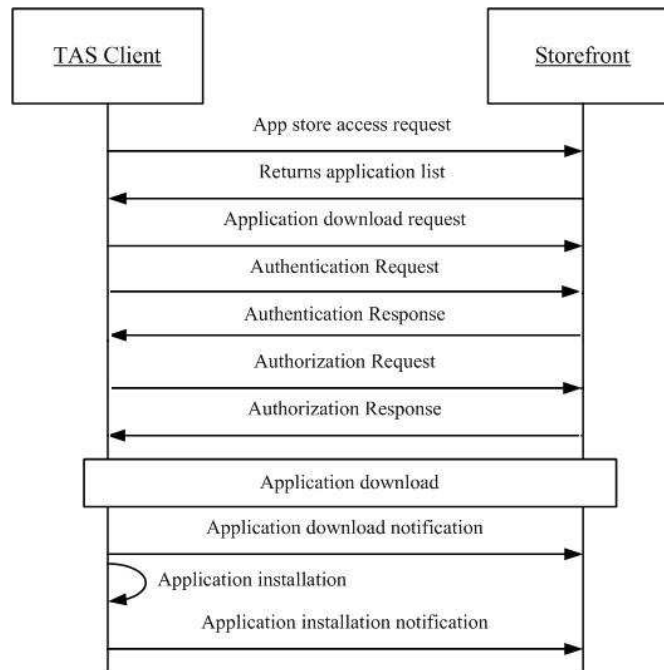 TAS Client
Storefront
App store access request
Returns application list
Application download request
Authentication Request
Authentication Response
Authorization Request
Authorization Response
Application download
Application download notification
Application installation
Application installation notification